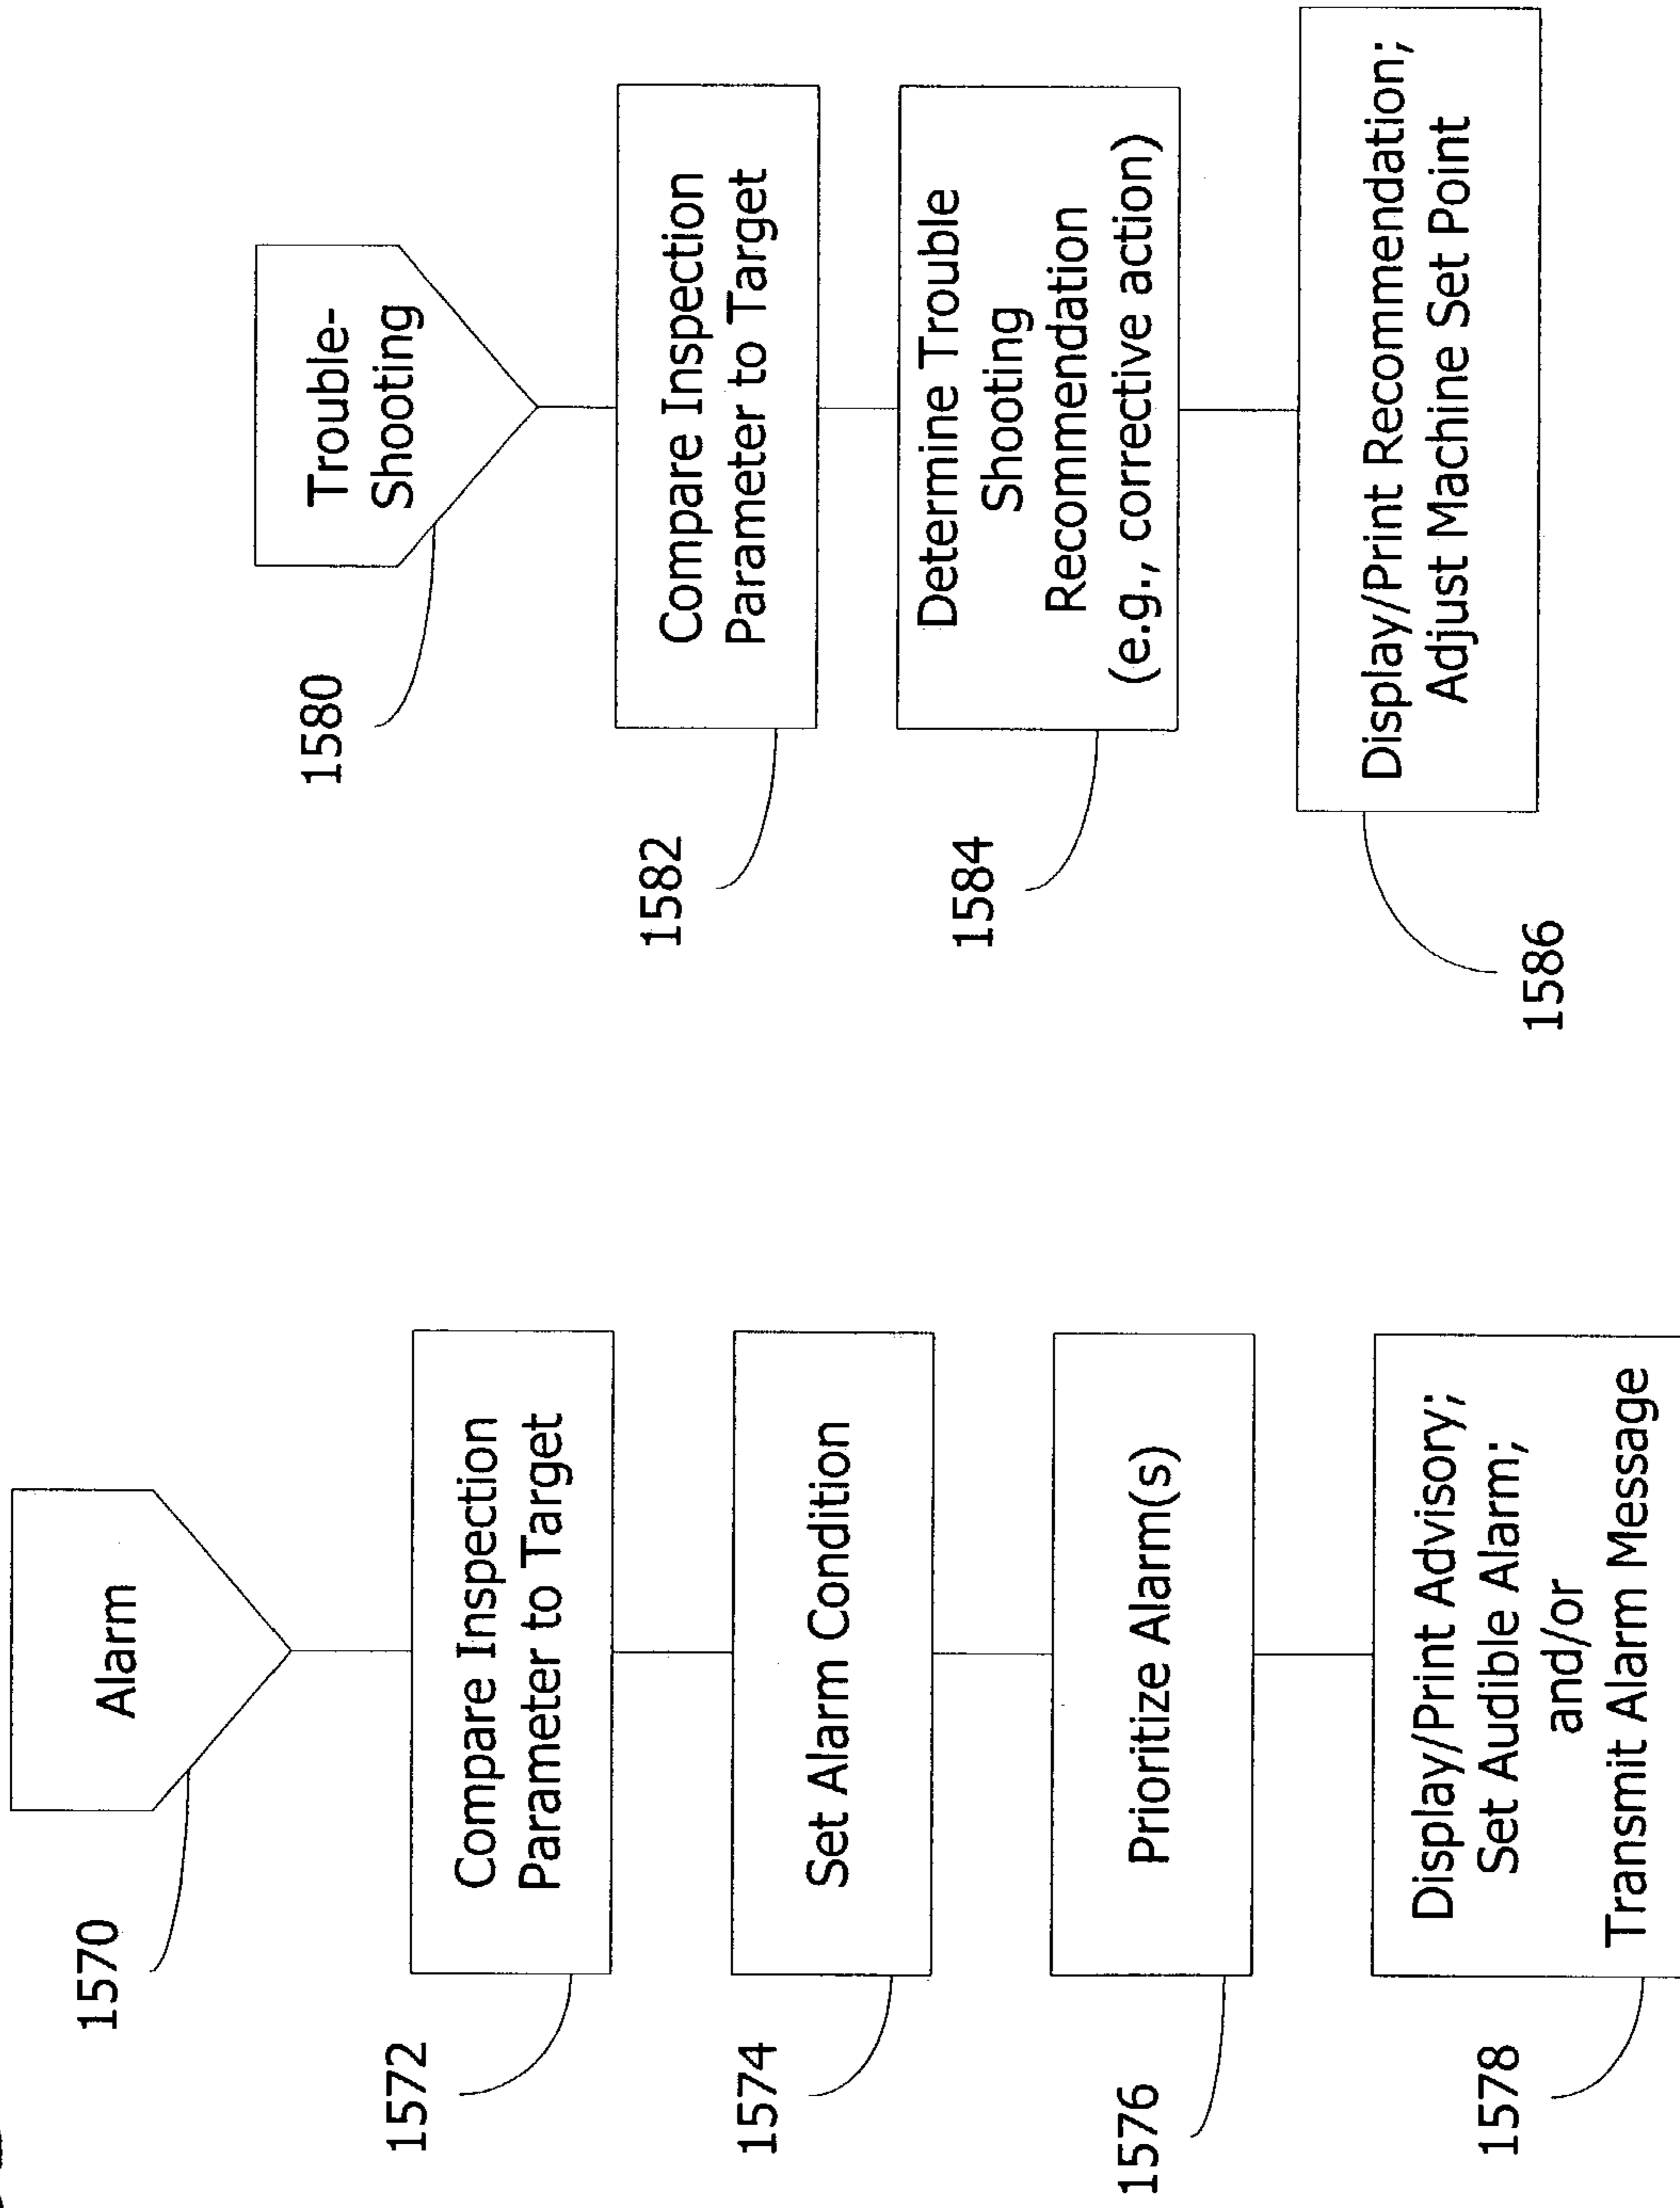 1570
Alarm
1572
Compare Inspection
Parameter to Target
1574
Set Alarm Condition
1576
Prioritize Alarm(s)
1578
Display/Print Advisory;
Set Audible Alarm;
and/or
Transmit Alarm Message
1580
Trouble-
Shooting
1582
Compare Inspection
Parameter to Target
1584
Determine Trouble
Shooting
Recommendation
(e.g., corrective action)
1586
Display/Print Recommendation;
Adjust Machine Set Point